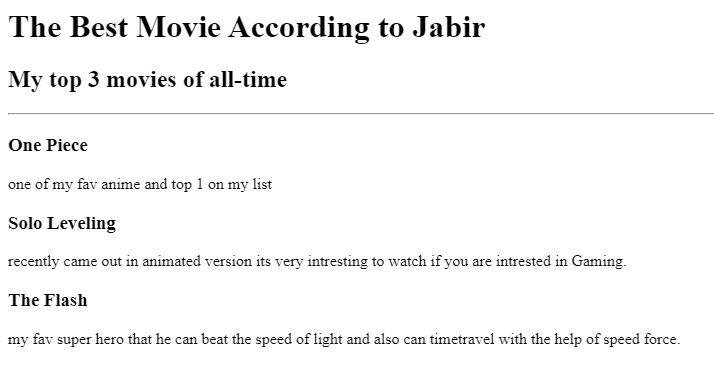 The Best Movie According to Jabir
My top 3 movies of all-time
One Piece
one of my fav anime and top 1 on my list
Solo Leveling
recently came out in animated version its very intresting to watch if you are intrested in Gaming.
The Flash
my fav super hero that he can beat the speed of light and also can timetravel with the help of speed force.